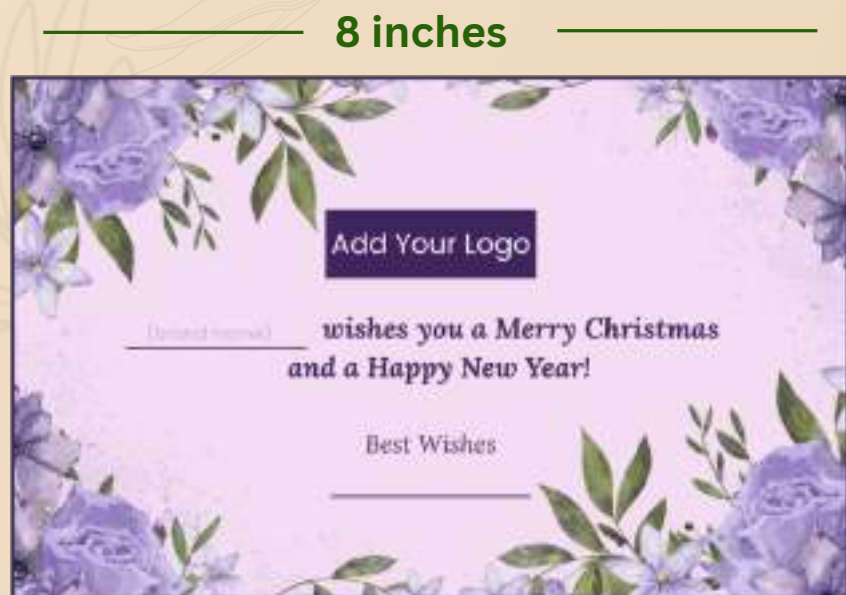 8 inches
Add Your Logo
wishes you a Merry Christmas
and a Happy New Year!
Best Wishes